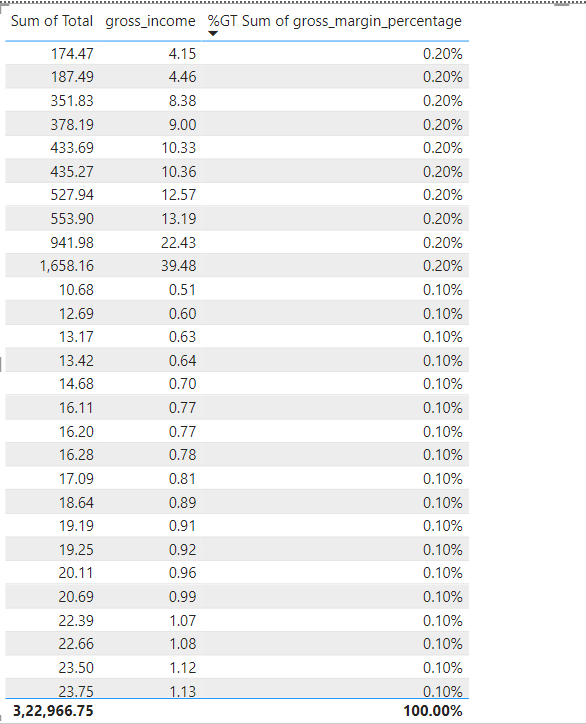 Sum of Total gross_income %GT Sum of gross_margin_percentage
174.47 4.15 0.20%
187.49 4.46 0.20%
351.83 8.38 0.20%
378.19 9.00 0.20%
433.69 10.33 0.20%
435.27 10.36 0.20%
527.94 12.57 0.20%
553.90 13.19 0.20%
941.98 22.43 0.20%
1,658.16 39.48 0.20%
10.68 0.51 0.10%
12.69 0.60 0.10%
13.17 0.63 0.10%
13.42 0.64 0.10%
14.68 0.70 0.10%
16.11 0.77 0.10%
16.20 0.77 0.10%
16.28 0.78 0.10%
17.09 0.81 0.10%
18.64 0.89 0.10%
19.19 0.91 0.10%
19.25 0.92 0.10%
20.11 0.96 0.10%
20.69 0.99 0.10%
22.39 1.07 0.10%
22.66 1.08 0.10%
23.50 1.12 0.10%
23.75 1.13 0.10%
3,22,966.75 100.00%